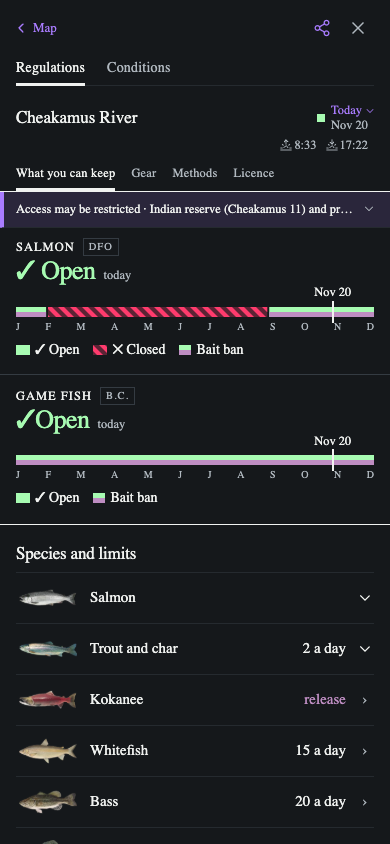 Map
Regulations Conditions
Cheakamus River
Today
Nov 20
8:33 17:22
What you can keep Gear Methods Licence
Access may be restricted · Indian reserve (Cheakamus 11) and pr…
SALMON DFO
✓ Open today
Nov 20
J F M A M J J A S O N D
✓ Open ✕ Closed Bait ban
GAME FISH B.C.
✓Open today
Nov 20
J F M A M J J A S O N D
✓ Open Bait ban
Species and limits
Salmon
Trout and char 2 a day
Kokanee release
Whitefish 15 a day
Bass 20 a day